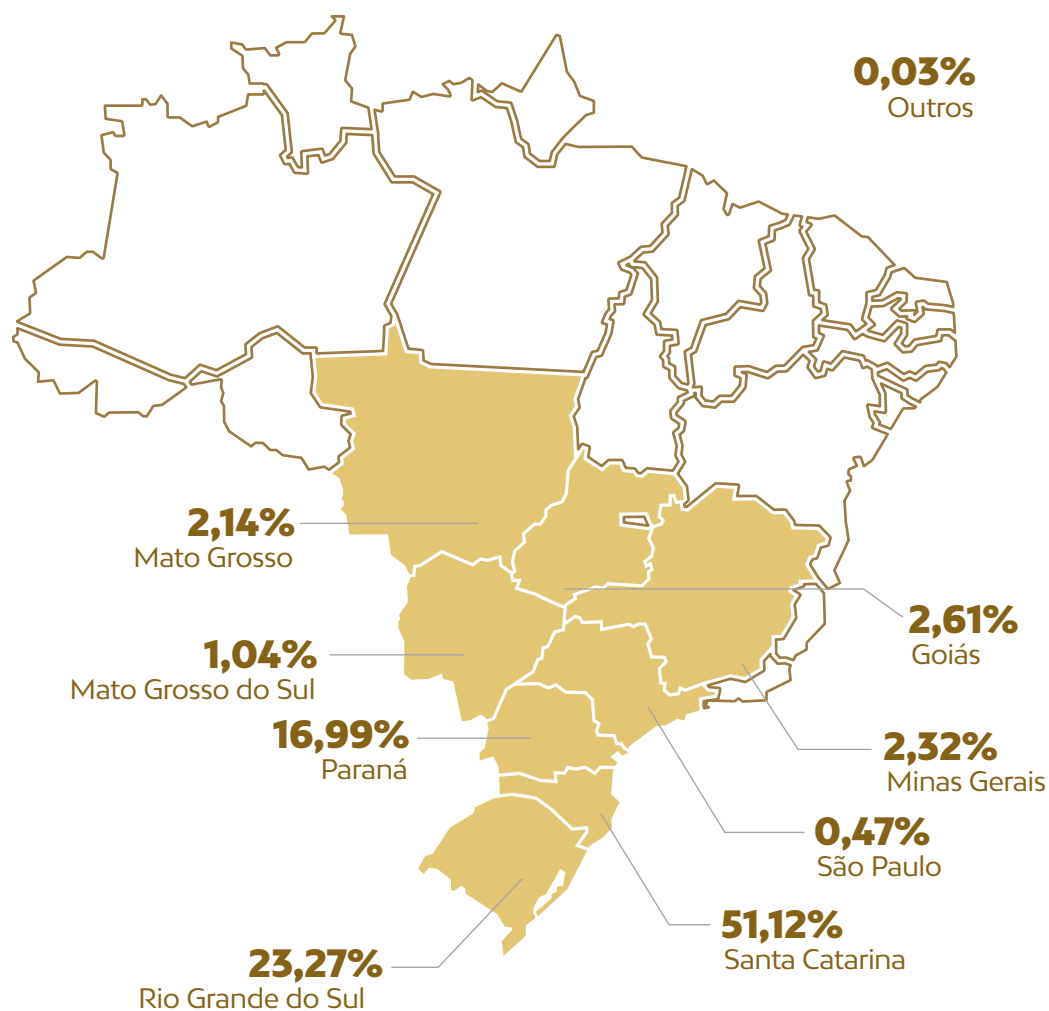 0,03%
Outros
2,14%
Mato Grosso
2,61%
Goiás
1,04%
Mato Grosso do Sul
16,99%
Paraná
2,32%
Minas Gerais
0,47%
São Paulo
51,12%
Santa Catarina
23,27%
Rio Grande do Sul